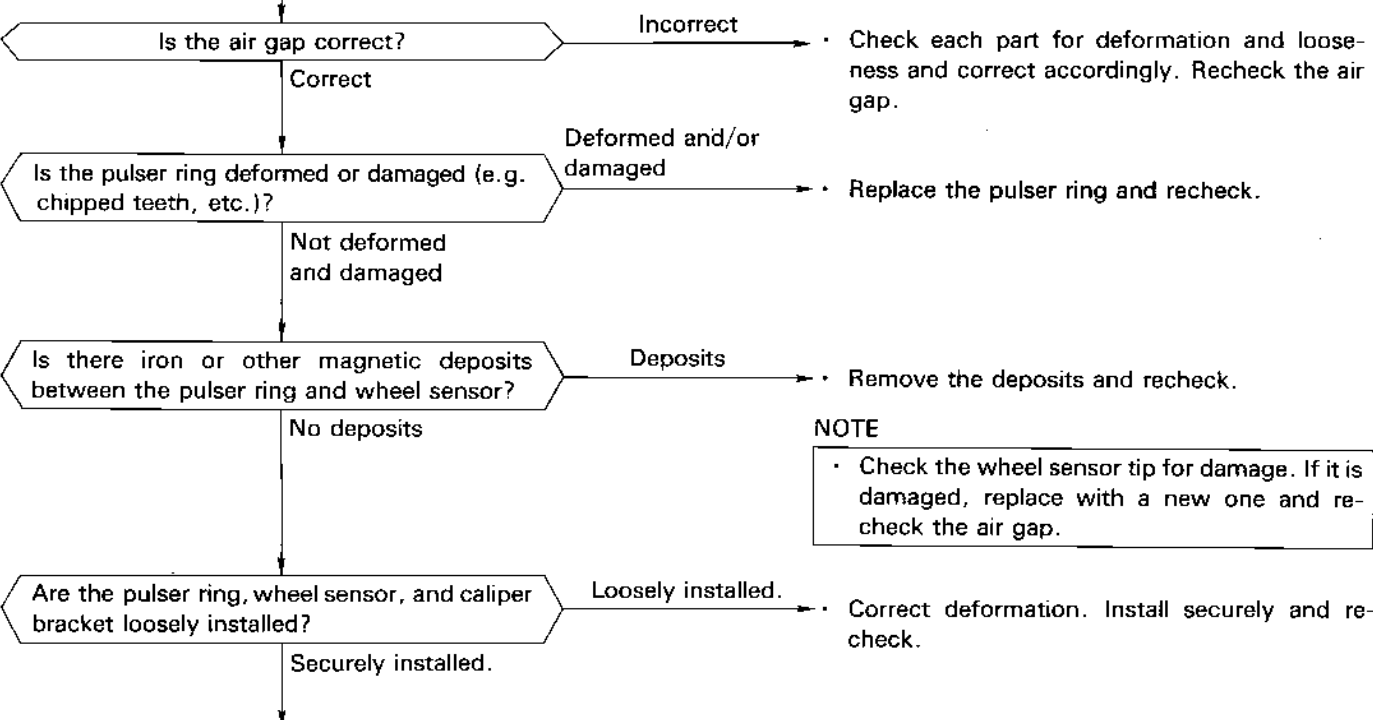 Is the air gap correct?
Incorrect
· Check each part for deformation and loose-
ness and correct accordingly. Recheck the air
gap.
Correct
Is the pulser ring deformed or damaged (e.g.
chipped teeth, etc.)?
Deformed and/or
damaged
· Replace the pulser ring and recheck.
Not deformed
and damaged
Is there iron or other magnetic deposits
between the pulser ring and wheel sensor?
Deposits
· Remove the deposits and recheck.
No deposits
NOTE
· Check the wheel sensor tip for damage. If it is
damaged, replace with a new one and re-
check the air gap.
Are the pulser ring, wheel sensor, and caliper
bracket loosely installed?
Loosely installed.
· Correct deformation. Install securely and re-
check.
Securely installed.